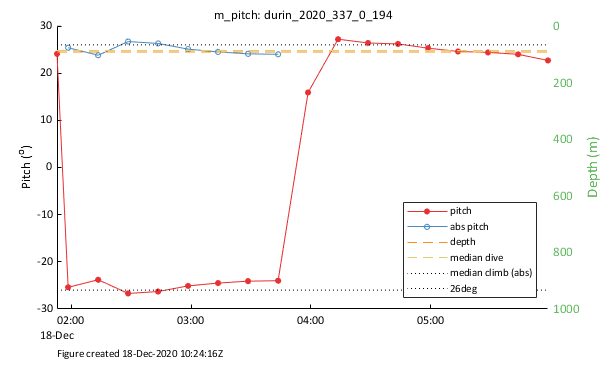 m_pitch: durin_2020_337_0_194
30
20
10
0
-10
-20
-30
Pitch (o)
0
200
400
600
800
1000
Depth (m)
pitch
abs pitch
depth
median dive
median climb (abs)
26deg
02:00 03:00 04:00 05:00
18-Dec
Figure created 18-Dec-2020 10:24:16Z